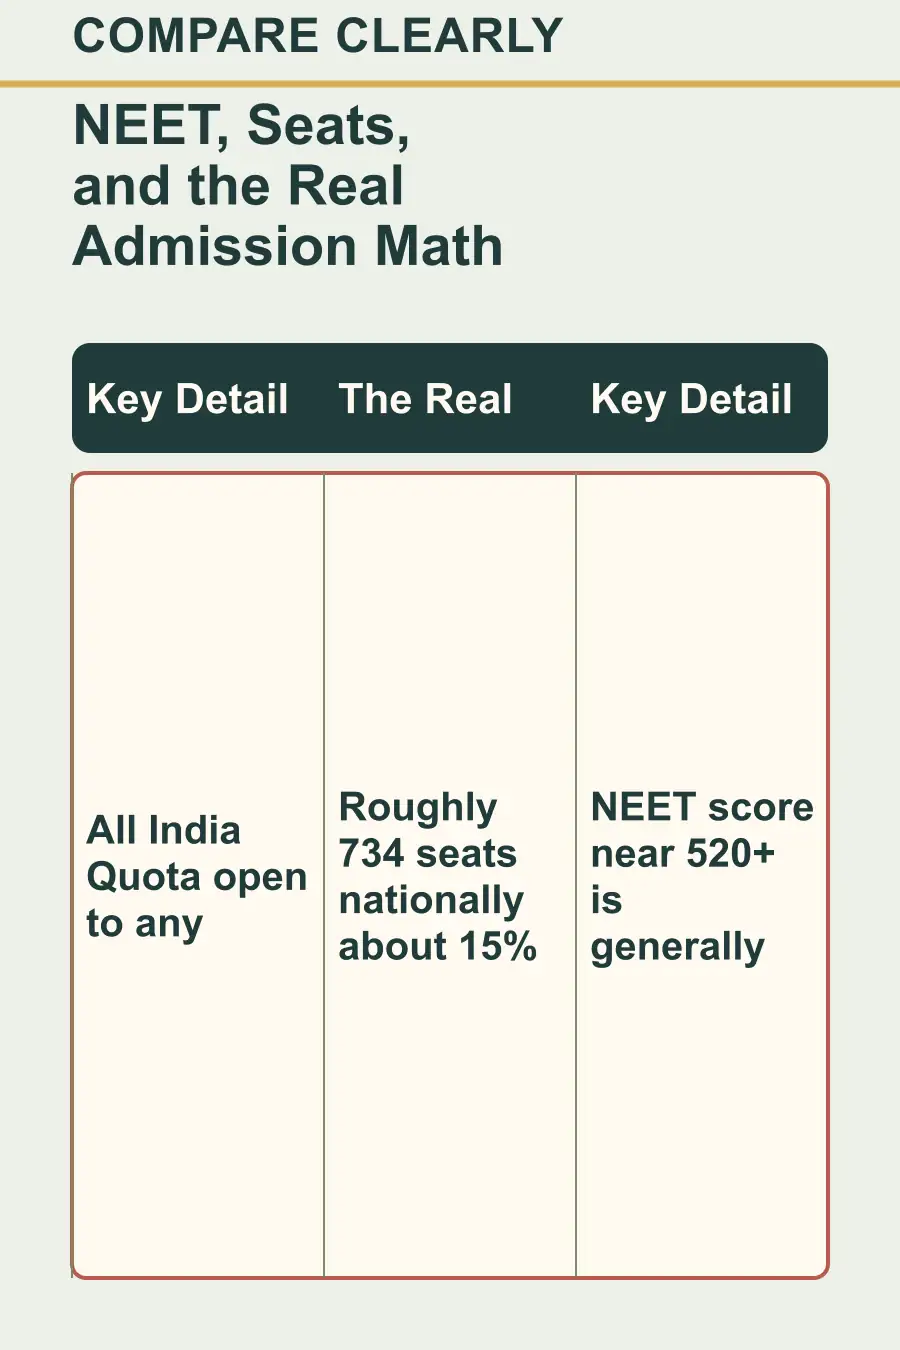 COMPARE CLEARLY
NEET, Seats,
and the Real
Admission Math
Key Detail
The Real
Key Detail
All India
Quota open
to any
Roughly
734 seats
nationally
about 15%
NEET score
near 520+
is
generally